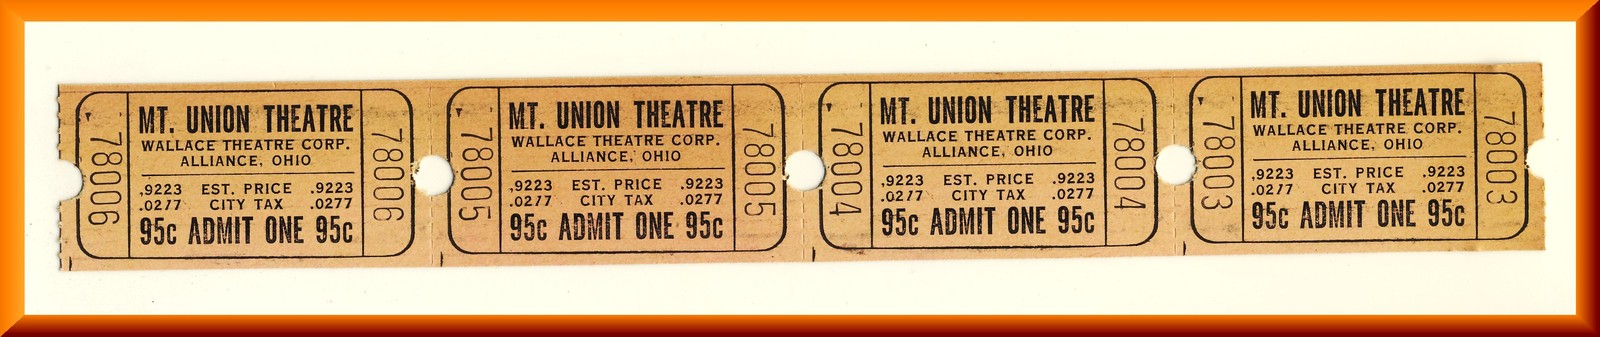 78006
MT. UNION THEATRE
WALLACE THEATRE CORP.
ALLIANCE, OHIO
.9223 EST. PRICE .9223
.0277 CITY TAX .0277
95c ADMIT ONE 95c
78006
78005
MT. UNION THEATRE
WALLACE THEATRE CORP.
ALLIANCE, OHIO
.9223 EST. PRICE .9223
.0277 CITY TAX .0277
95c ADMIT ONE 95c
78005
78004
MT. UNION THEATRE
WALLACE THEATRE CORP.
ALLIANCE, OHIO
.9223 EST. PRICE .9223
.0277 CITY TAX .0277
95c ADMIT ONE 95c
78004
78003
MT. UNION THEATRE
WALLACE THEATRE CORP.
ALLIANCE, OHIO
.9223 EST. PRICE .9223
.0277 CITY TAX .0277
95c ADMIT ONE 95c
78003